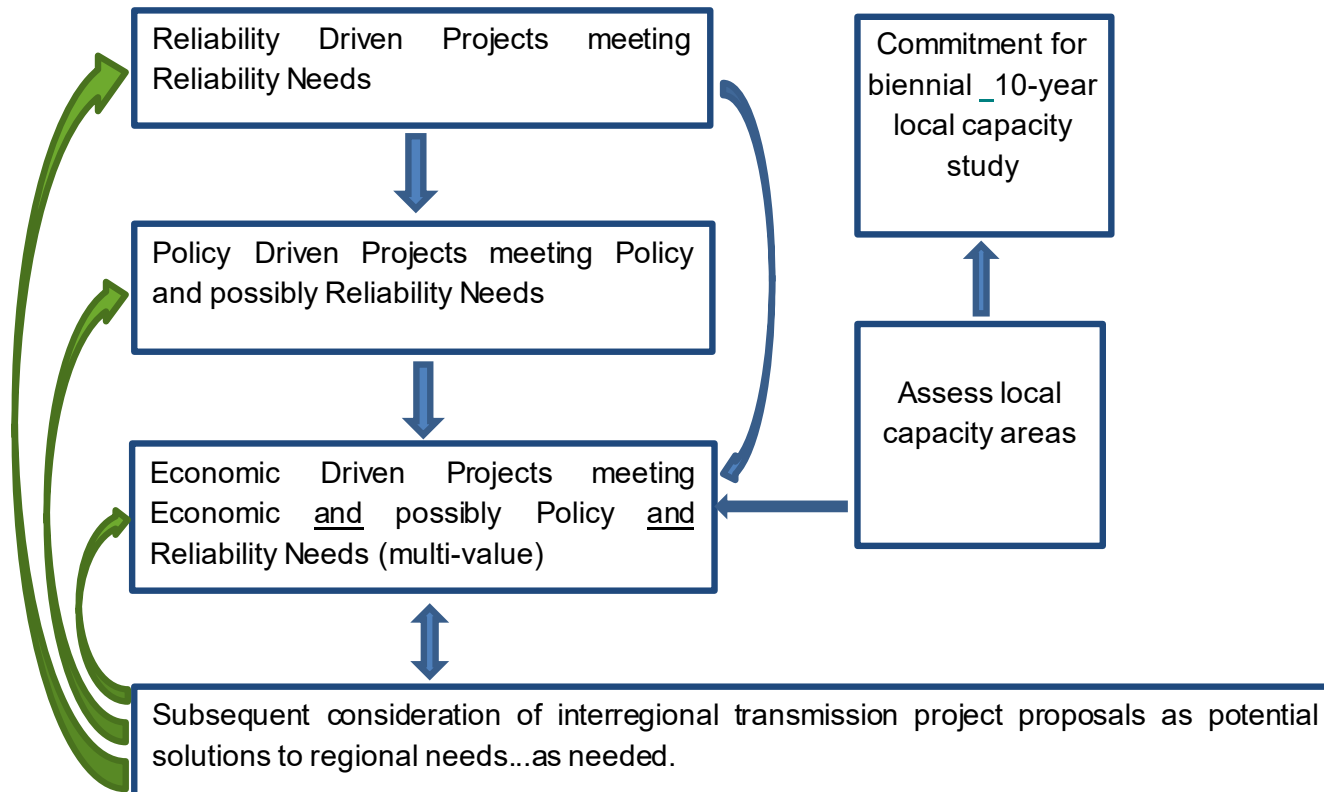 Reliability Driven Projects meeting
Reliability Needs
Commitment for
biennial _10-year
local capacity
study
Policy Driven Projects meeting Policy
and possibly Reliability Needs
Assess local
capacity areas
Economic Driven Projects meeting
Economic and possibly Policy and
Reliability Needs (multi-value)
Subsequent consideration of interregional transmission project proposals as potential
solutions to regional needs...as needed.